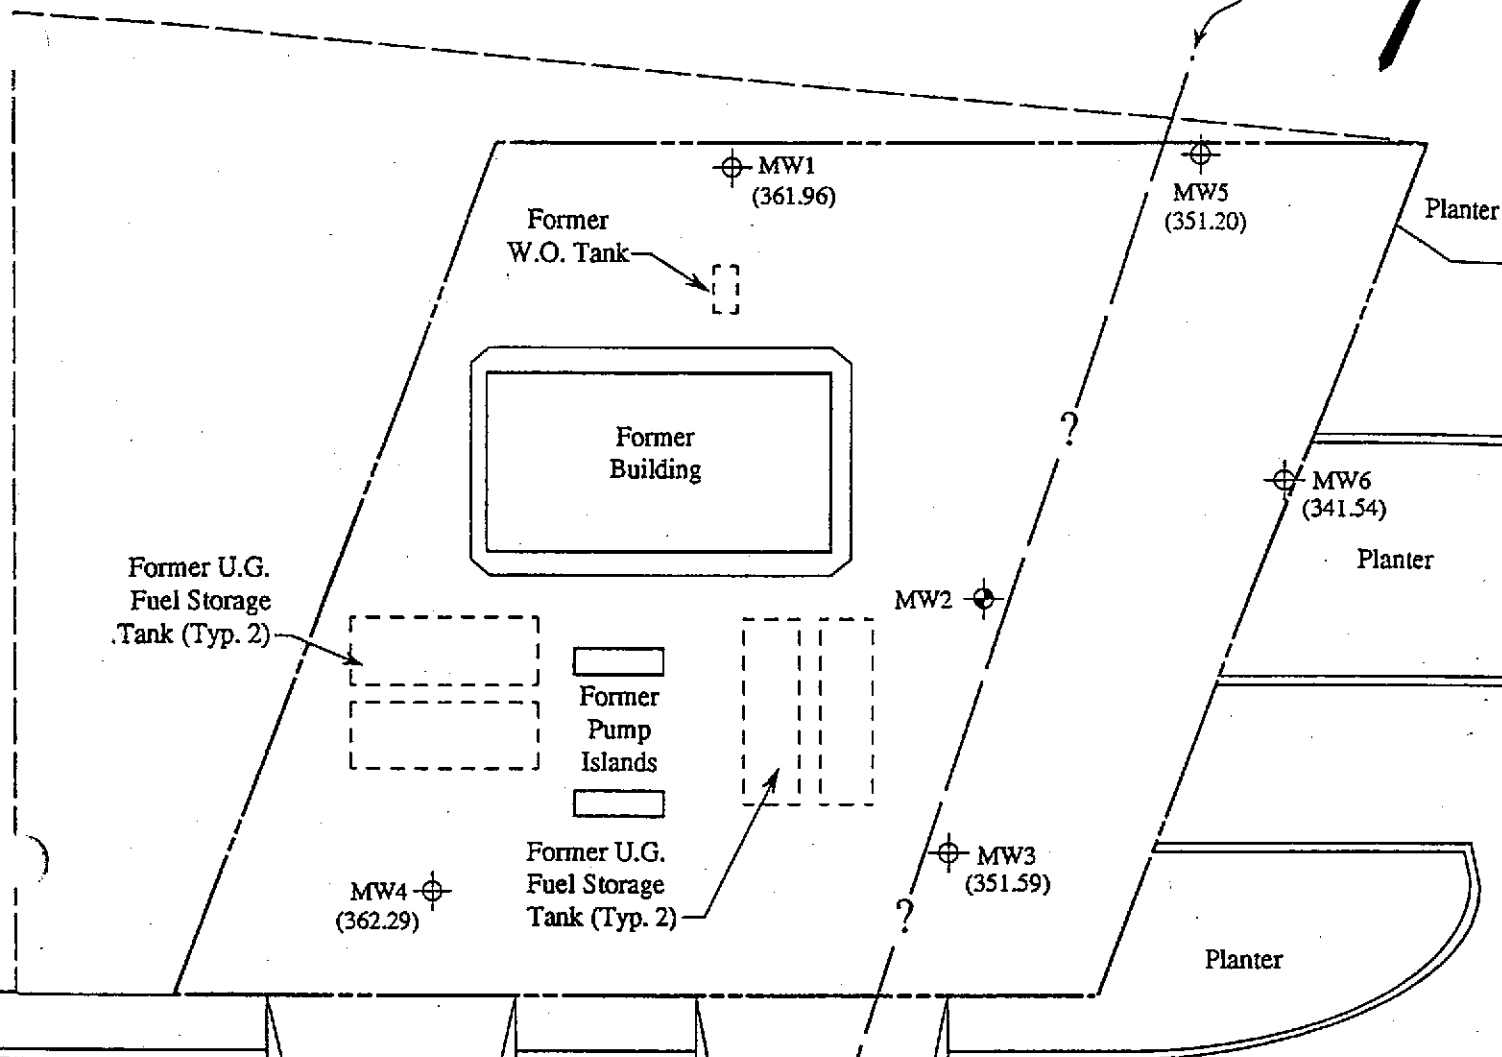 MW1
(361.96)
MW5
(351.20)
Planter
Former
W.O. Tank
?
Former
Building
MW6
(341.54)
Planter
Former U.G.
Fuel Storage
Tank (Typ. 2)
MW2
Former
Pump
Islands
Former U.G.
Fuel Storage
Tank (Typ. 2)
MW3
(351.59)
MW4
(362.29)
?
Planter